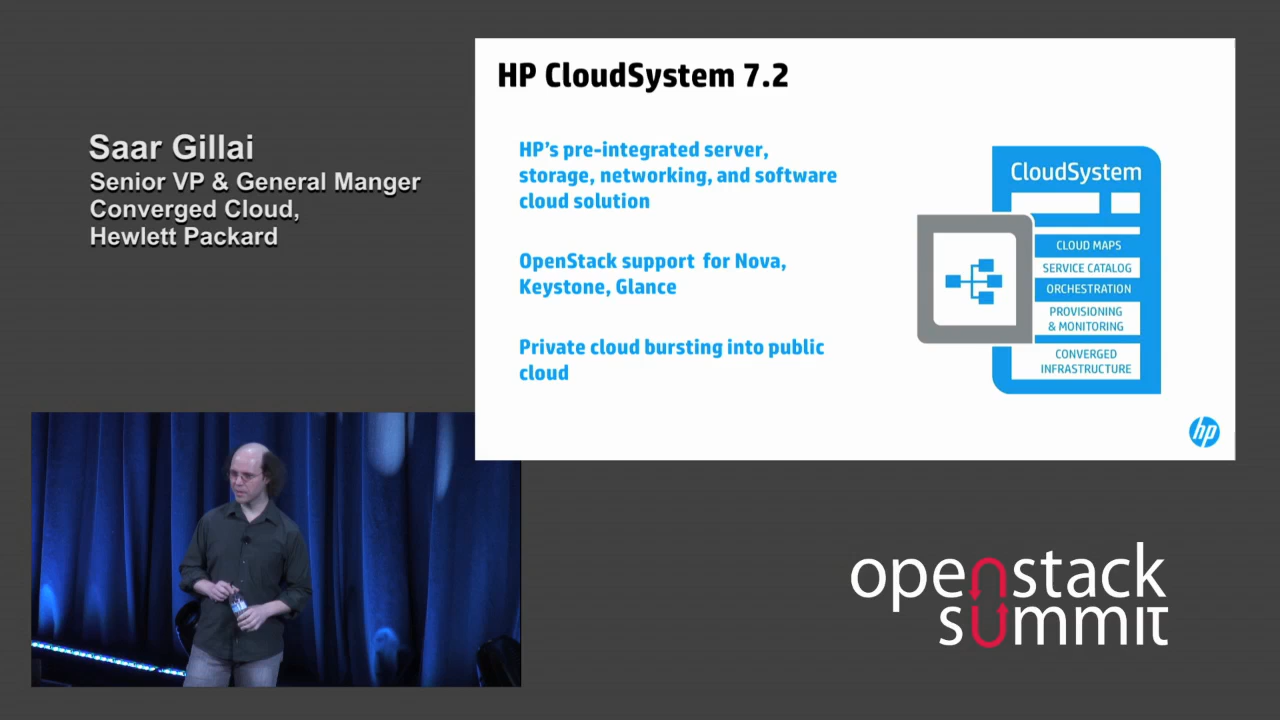 Saar Gillai
Senior VP & General Manger
Converged Cloud,
Hewlett Packard
HP CloudSystem 7.2
HP's pre-integrated server,
storage, networking, and software
cloud solution
OpenStack support for Nova,
Keystone, Glance
Private cloud bursting into public
cloud
CloudSystem
CLOUD MAPS
SERVICE CATALOG
ORCHESTRATION
PROVISIONING
& MONITORING
CONVERGED
INFRASTRUCTURE
hp
openstack
summit